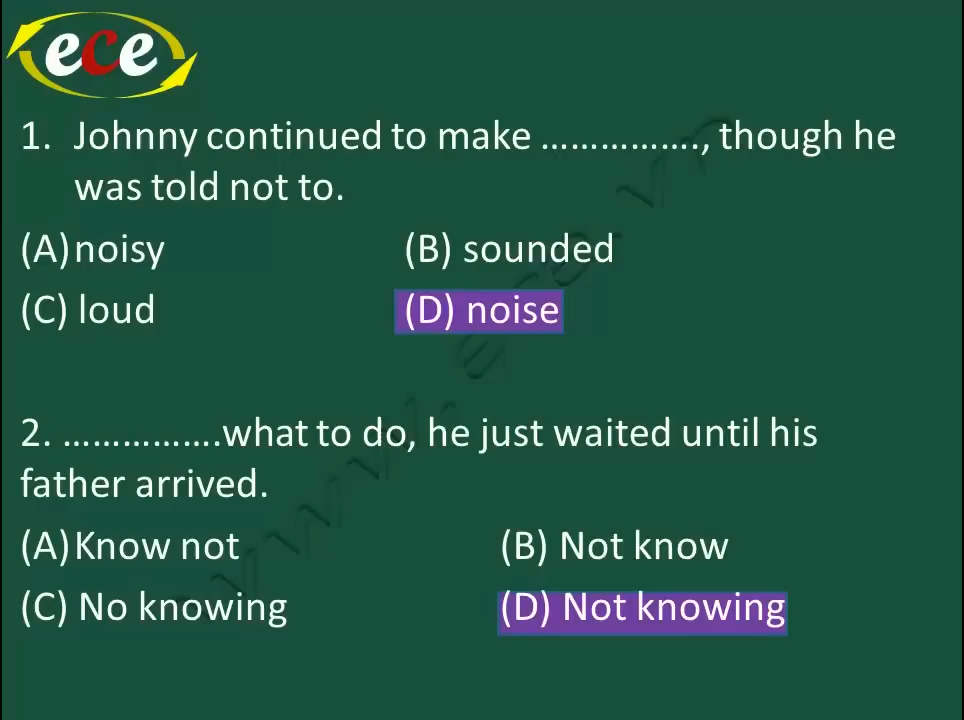 ece
1. Johnny continued to make ……………., though he
was told not to.
(A) noisy (B) sounded
(C) loud (D) noise
2. …………….what to do, he just waited until his
father arrived.
(A) Know not (B) Not know
(C) No knowing (D) Not knowing